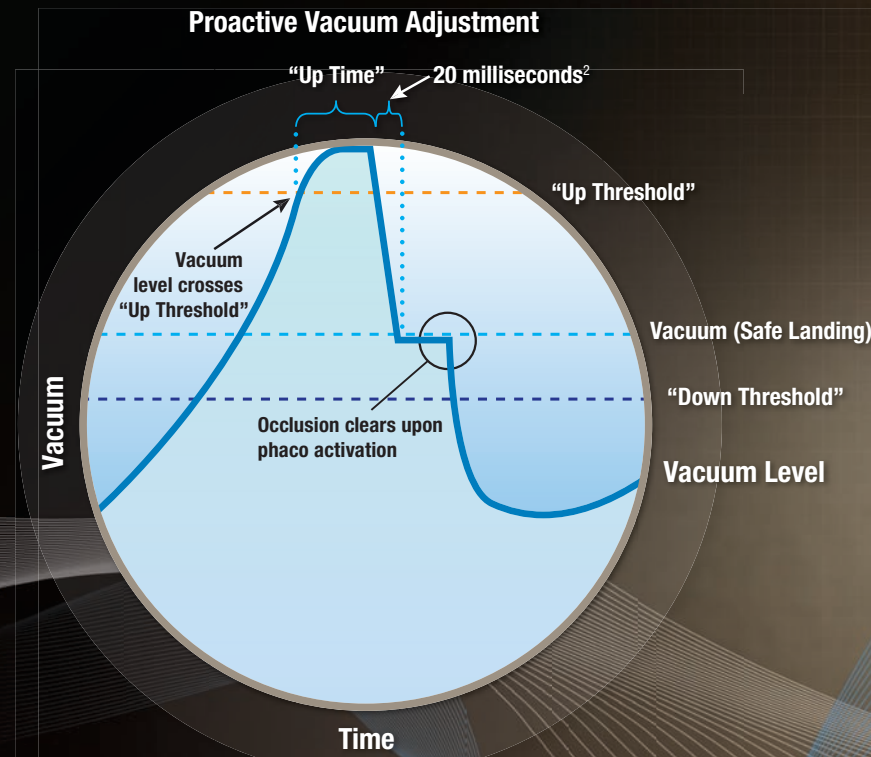 Proactive Vacuum Adjustment
“Up Time”
20 milliseconds2
“Up Threshold”
Vacuum
level crosses
“Up Threshold”
Vacuum (Safe Landing)
“Down Threshold”
Occlusion clears upon
phaco activation
Vacuum
Vacuum Level
Time